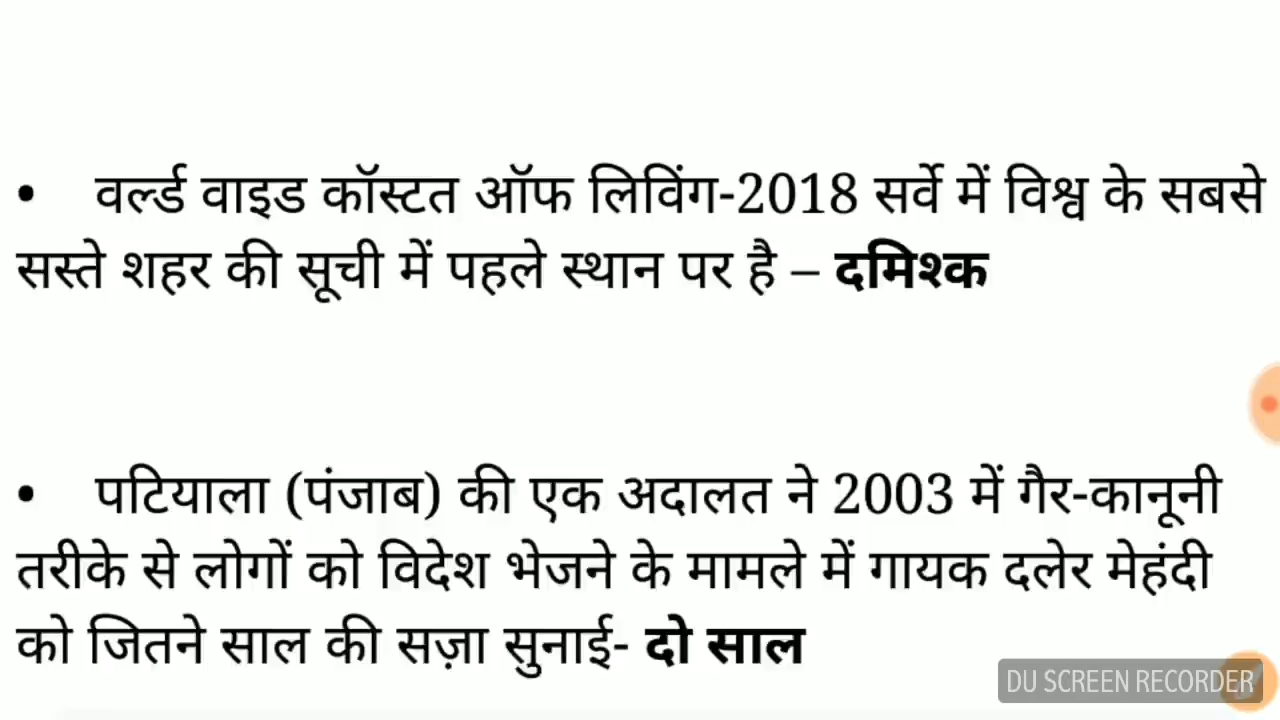 • वर्ल्ड वाइड कॉस्टत ऑफ लिविंग-2018 सर्वे में विश्व के सबसे
सस्ते शहर की सूची में पहले स्थान पर है – दमिश्क
• पटियाला (पंजाब) की एक अदालत ने 2003 में गैर-कानूनी
तरीके से लोगों को विदेश भेजने के मामले में गायक दलेर मेहंदी
को जितने साल की सज़ा सुनाई- दो साल
DU SCREEN RECORDER